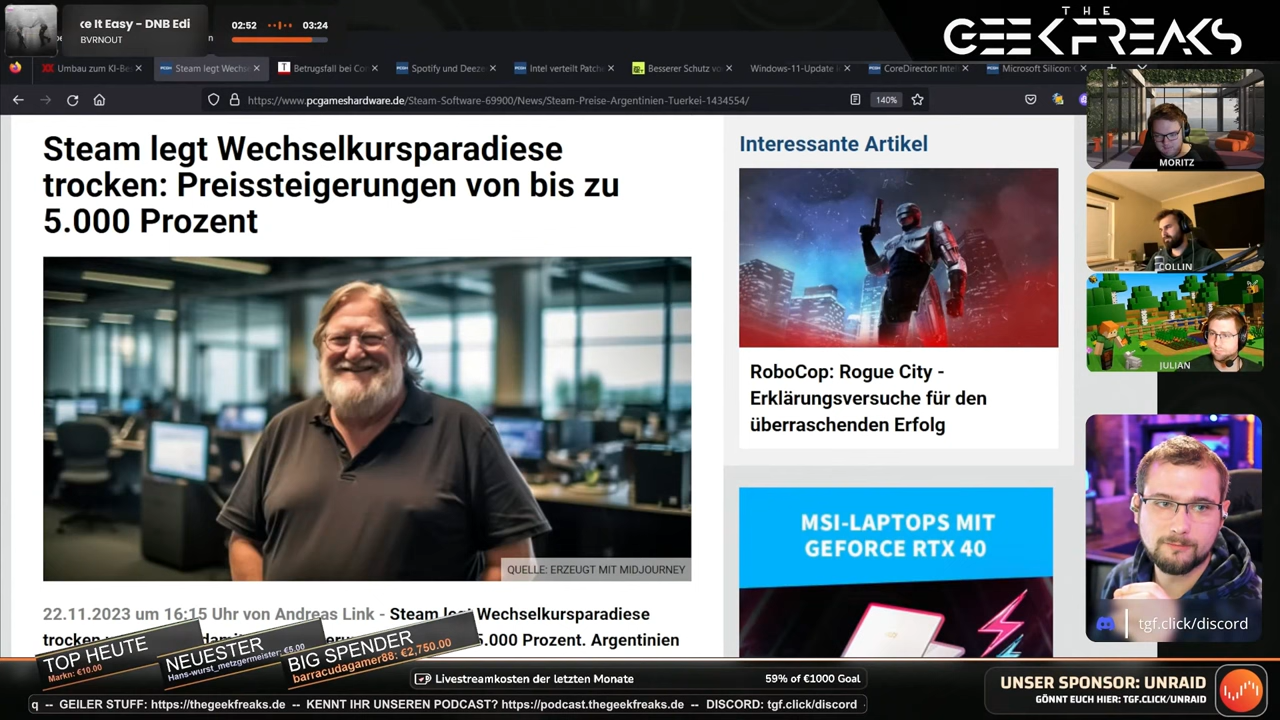 ke It Easy - DNB Edi
BVRNOUT
02:52
03:24
THE
GEEKFREAKS
Umbau zum KI-Be
Steam legt Wechs
Betrugsfall bei Co
Spotify und Deeze
Intel verteilt Patch
Besserer Schutz vo
Windows-11-Update
CoreDirector: Inte
Microsoft Silicon: C
https://www.pcgameshardware.de/Steam-Software-69900/News/Steam-Preise-Argentinien-Tuerkei-1434554/
140%
Steam legt Wechselkursparadiese
trocken: Preissteigerungen von bis zu
5.000 Prozent
QUELLE: ERZEUGT MIT MIDJOURNEY
22.11.2023 um 16:15 Uhr von Andreas Link - Steam legt Wechselkursparadiese
trocken
5.000 Prozent. Argentinien
Interessante Artikel
RoboCop: Rogue City -
Erklärungsversuche für den
überraschenden Erfolg
MSI-LAPTOPS MIT
GEFORCE RTX 40
MORITZ
COLLIN
JULIAN
tgf.click/discord
TOP HEUTE
Markn: €10.00
NEUESTER
Hans-wurst_metzgermeister: €5.00
BIG SPENDER
barracudagamer88: €2,750.00
Livestreamkosten der letzten Monate
59% of €1000 Goal
q -- GEILER STUFF: https://thegeekfreaks.de -- KENNT IHR UNSEREN PODCAST? https://podcast.thegeekfreaks.de -- DISCORD: tgf.click/discord
UNSER SPONSOR: UNRAID
GÖNNT EUCH HIER: TGF.CLICK/UNRAID